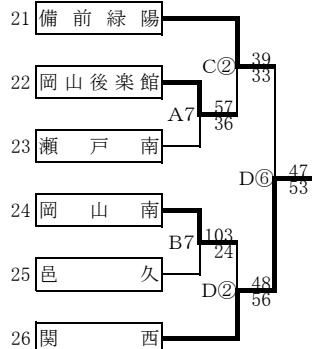 21 備前緑陽
C② 39
33
22 岡山後楽館
A7 57
36
23 瀬戸南
D⑥ 47
53
24 岡山南
B7 103
24
25 邑久
D② 48
56
26 関西